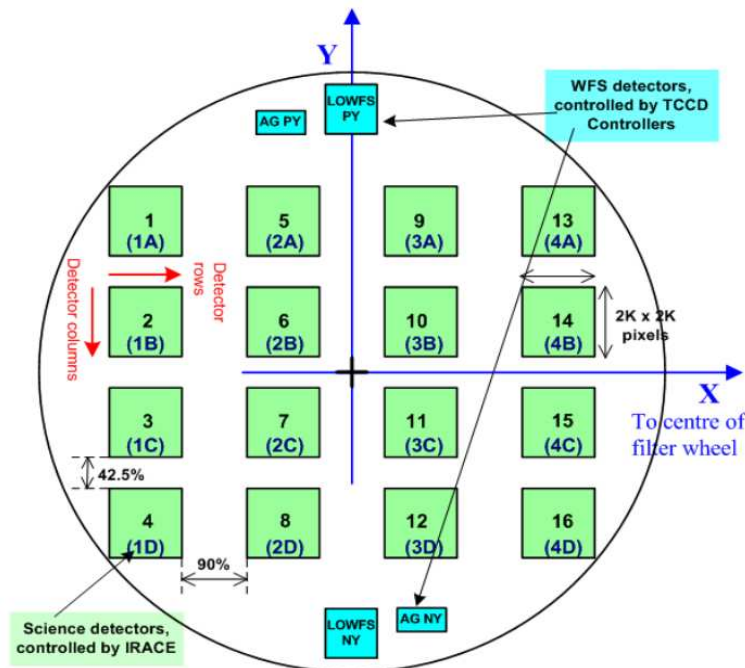 Y
LOWFS
PY
AG PY
WFS detectors,
controlled by TCCD
Controllers
1
(1A)
5
(2A)
9
(3A)
13
(4A)
Detector
rows
Detector columns
2
(1B)
6
(2B)
10
(3B)
14
(4B)
2K x 2K
pixels
X
To centre of
filter wheel
3
(1C)
7
(2C)
11
(3C)
15
(4C)
42.5%
4
(1D)
8
(2D)
12
(3D)
16
(4D)
90%
LOWFS
NY
AG NY
Science detectors,
controlled by IRACE